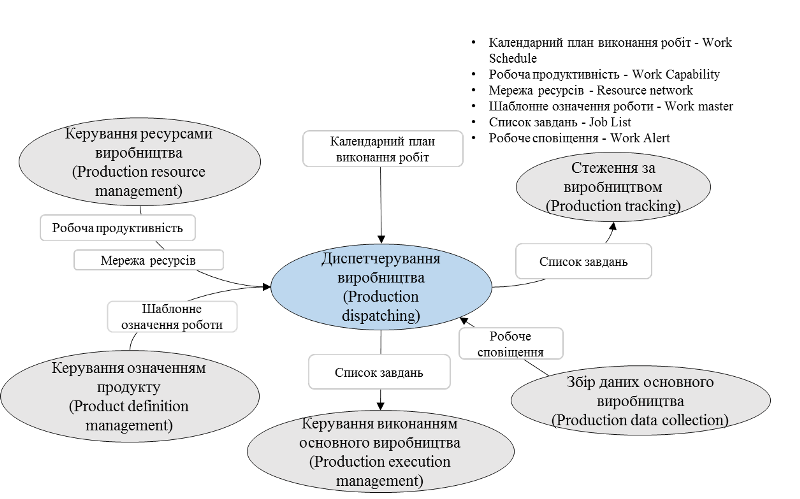 • Календарний план виконання робіт - Work
Schedule
• Робоча продуктивність - Work Capability
• Мережа ресурсів - Resource network
• Шаблонне означення роботи - Work master
• Список завдань - Job List
• Робоче сповіщення - Work Alert
Керування ресурсами
виробництва
(Production resource
management)
Календарний план
виконання робіт
Стеження за
виробництвом
(Production tracking)
Робоча продуктивність
Мережа ресурсів
Диспетчерування
виробництва
(Production
dispatching)
Список завдань
Шаблонне
означення роботи
Робоче
сповіщення
Керування означенням
продукту
(Product definition
management)
Список завдань
Збір даних основного
виробництва
(Production data collection)
Керування виконанням
основного виробництва
(Production execution
management)